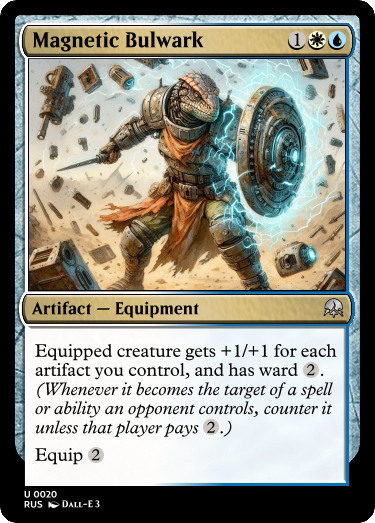 Magnetic Bulwark 1
Artifact — Equipment
Equipped creature gets +1/+1 for each
artifact you control, and has ward 2.
(Whenever it becomes the target of a spell
or ability an opponent controls, counter it
unless that player pays 2.)
Equip 2
U 0020
RUS DALL-E 3